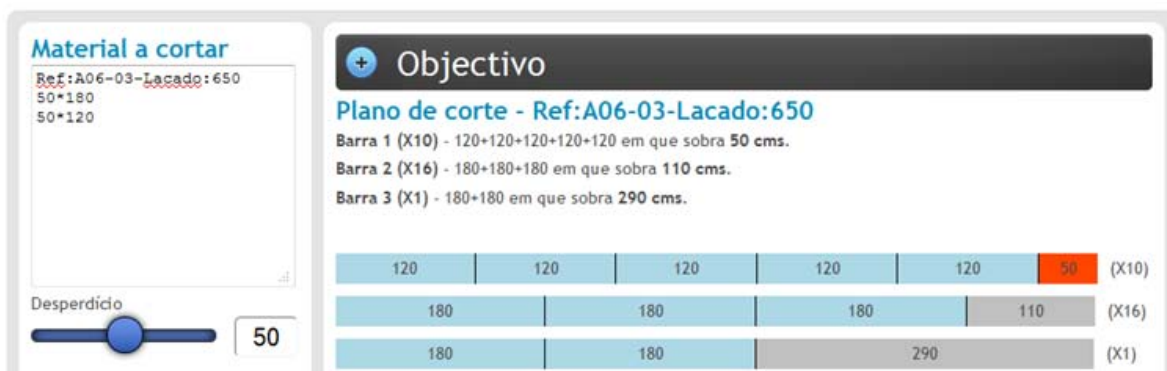 Material a cortar
Ref:A06-03-Lacado:650
50*180
50*120
Desperdício
50
Objectivo
Plano de corte - Ref:A06-03-Lacado:650
Barra 1 (X10) - 120+120+120+120+120 em que sobra 50 cms.
Barra 2 (X16) - 180+180+180 em que sobra 110 cms.
Barra 3 (X1) - 180+180 em que sobra 290 cms.
120 120 120 120 120 50 (X10)
180 180 180 110 (X16)
180 180 290 (X1)